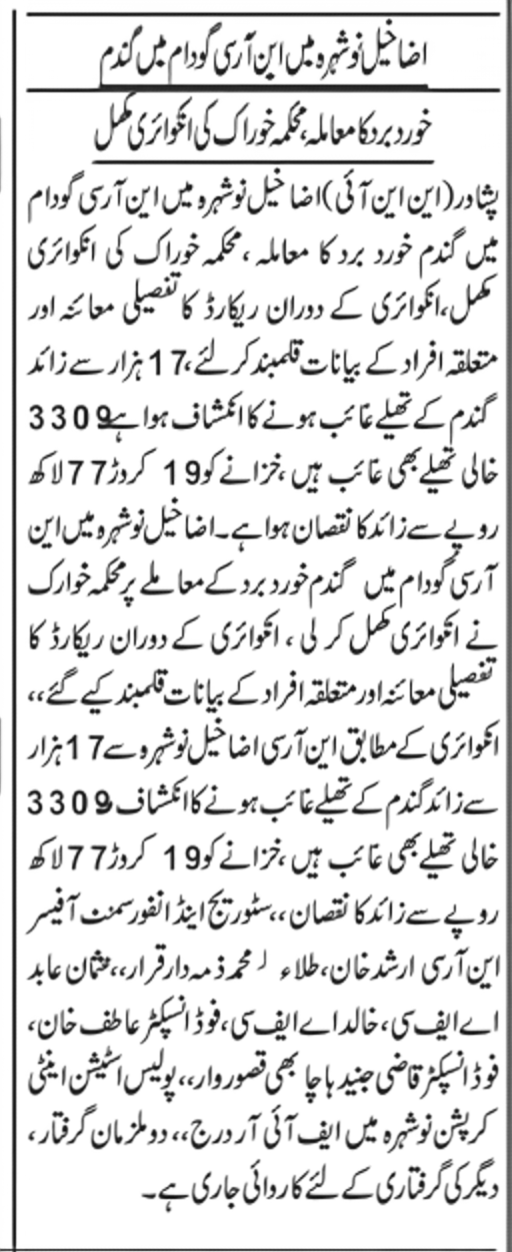 اضاخیل نوشہرہ میں این آر سی گودام میں گندم
خورد برد کا معاملہ، محکمہ خوراک کی انکوائری مکمل
پشاور (این این آئی) اضاخیل نوشہرہ میں این آر سی گودام
میں گندم خورد برد کا معاملہ، محکمہ خوراک کی انکوائری
مکمل، انکوائری کے دوران ریکارڈ کا تفصیلی معائنہ اور
متعلقہ افراد کے بیانات قلمبند کر لئے، 17 ہزار سے زائد
گندم کے تھیلے غائب ہونے کا انکشاف ہوا ہے 3309
خالی تھیلے بھی غائب ہیں، خزانے کو 19 کروڑ 77 لاکھ
روپے سے زائد کا نقصان ہوا ہے۔ اضاخیل نوشہرہ میں این
آر سی گودام میں گندم خورد برد کے معاملے پر محکمہ خوارک
نے انکوائری مکمل کر لی، انکوائری کے دوران ریکارڈ کا
تفصیلی معائنہ اور متعلقہ افراد کے بیانات قلمبند کیے گئے،،
انکوائری کے مطابق این آر سی اضاخیل نوشہرہ سے 17 ہزار
سے زائد گندم کے تھیلے غائب ہونے کا انکشاف و 3309
خالی تھیلے بھی غائب ہیں، خزانے کو 19 کروڑ 77 لاکھ
روپے سے زائد کا نقصان،، سٹوریج اینڈ انفورسمنٹ آفیسر
این آر سی ارشد خان، طلاء محمد ذمہ دار قرار،، عثمان عابد
اے ایف سی، خالد اے ایف سی، فوڈ انسپکٹر عاطف خان،
فوڈ انسپکٹر قاضی جنید باچا بھی قصوروار،، پولیس اسٹیشن اینٹی
کرپشن نوشہرہ میں ایف آئی آر درج،، دو ملزمان گرفتار،
دیگر کی گرفتاری کے لئے کاروائی جاری ہے۔